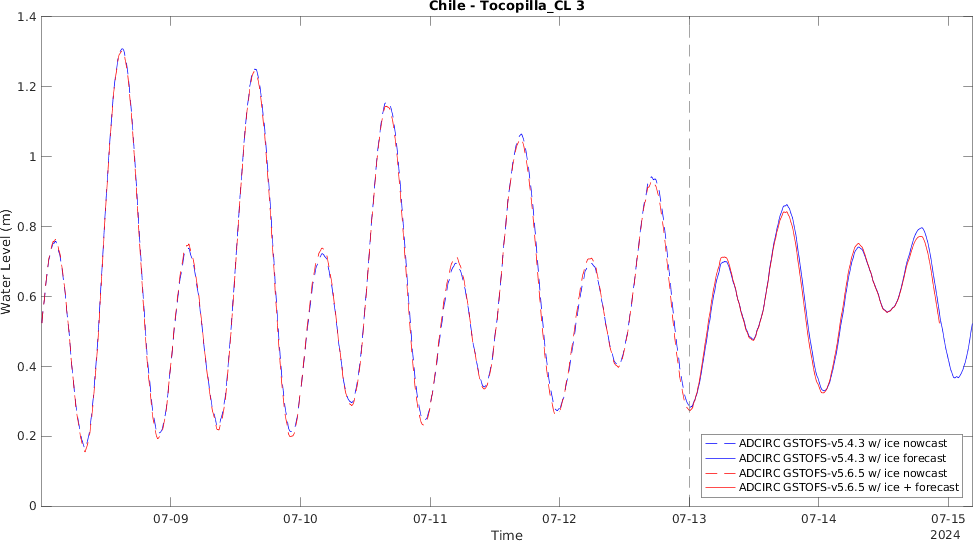 Chile - Tocopilla_CL 3
1.4
1.2
1
0.8
0.6
0.4
0.2
0
Water Level (m)
07-09 07-10 07-11 07-12 07-13 07-14 07-15
Time
2024
ADCIRC GSTOFS-v5.4.3 w/ ice nowcast
ADCIRC GSTOFS-v5.4.3 w/ ice forecast
ADCIRC GSTOFS-v5.6.5 w/ ice nowcast
ADCIRC GSTOFS-v5.6.5 w/ ice + forecast